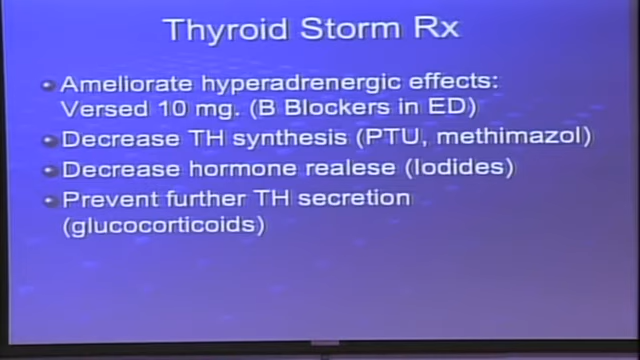 Thyroid Storm Rx
Ameliorate hyperadrenergic effects:
Versed 10 mg. (B Blockers in ED)
Decrease TH synthesis (PTU, methimazol)
Decrease hormone realese (Iodides)
Prevent further TH secretion
(glucocorticoids)